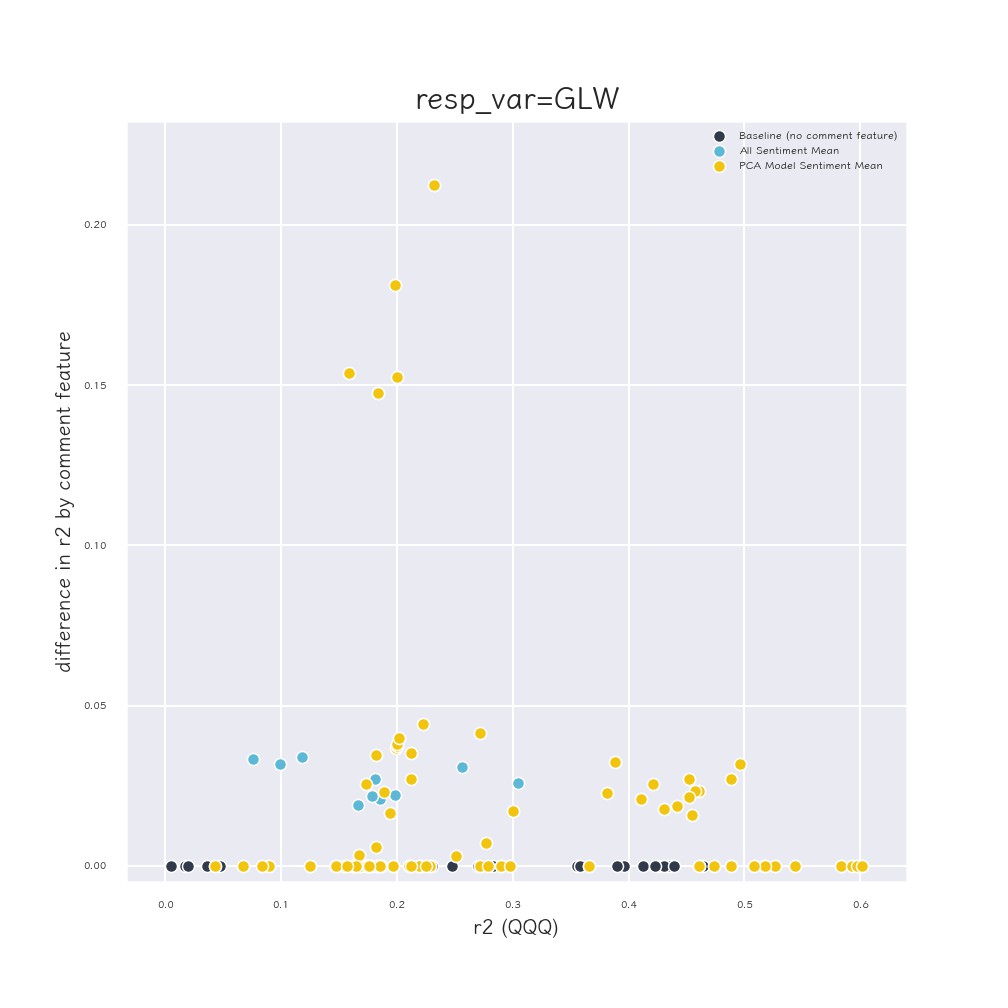 resp_var=GLW
Baseline (no comment feature)
All Sentiment Mean
PCA Model Sentiment Mean
difference in r2 by comment feature
0.20
0.15
0.10
0.05
0.00
0.0 0.1 0.2 0.3 0.4 0.5 0.6
r2 (QQQ)